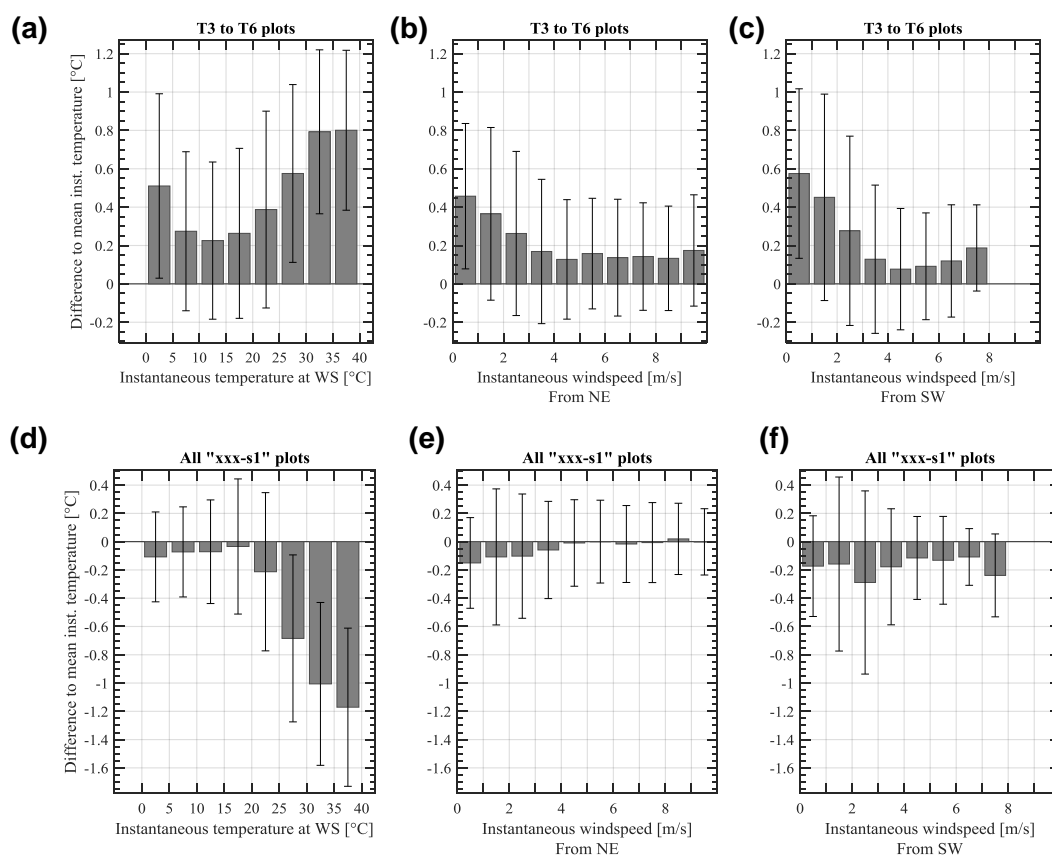 (a)
T3 to T6 plots
Difference to mean inst. temperature [°C]
1.2
1
0.8
0.6
0.4
0.2
0
-0.2
0 5 10 15 20 25 30 35 40
Instantaneous temperature at WS [°C]
(b)
T3 to T6 plots
1.2
1
0.8
0.6
0.4
0.2
0
-0.2
0 2 4 6 8
Instantaneous windspeed [m/s]
From NE
(c)
T3 to T6 plots
1.2
1
0.8
0.6
0.4
0.2
0
-0.2
0 2 4 6 8
Instantaneous windspeed [m/s]
From SW
(d)
All "xxx-s1" plots
Difference to mean inst. temperature [°C]
0.4
0.2
0
-0.2
-0.4
-0.6
-0.8
-1
-1.2
-1.4
-1.6
0 5 10 15 20 25 30 35 40
Instantaneous temperature at WS [°C]
(e)
All "xxx-s1" plots
0.4
0.2
0
-0.2
-0.4
-0.6
-0.8
-1
-1.2
-1.4
-1.6
0 2 4 6 8
Instantaneous windspeed [m/s]
From NE
(f)
All "xxx-s1" plots
0.4
0.2
0
-0.2
-0.4
-0.6
-0.8
-1
-1.2
-1.4
-1.6
0 2 4 6 8
Instantaneous windspeed [m/s]
From SW